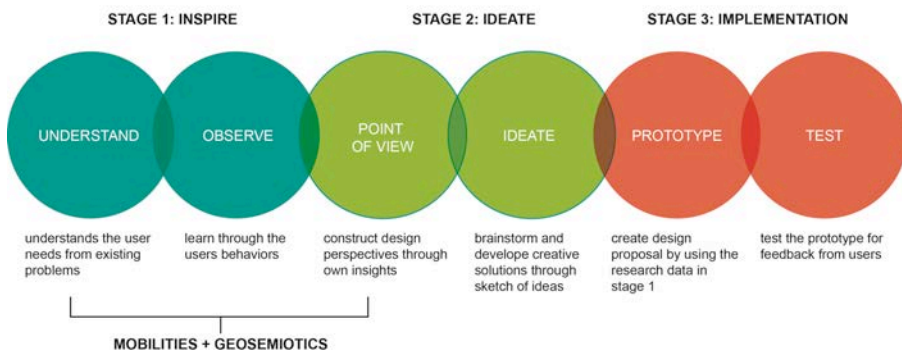 STAGE 1: INSPIRE
STAGE 2: IDEATE
STAGE 3: IMPLEMENTATION
UNDERSTAND
OBSERVE
POINT
OF VIEW
IDEATE
PROTOTYPE
TEST
understands the user
needs from existing
problems
learn through the
users behaviors
construct design
perspectives through
own insights
brainstorm and
develope creative
solutions through
sketch of ideas
create design
proposal by using the
research data in
stage 1
test the prototype for
feedback from users
MOBILITIES + GEOSEMIOTICS